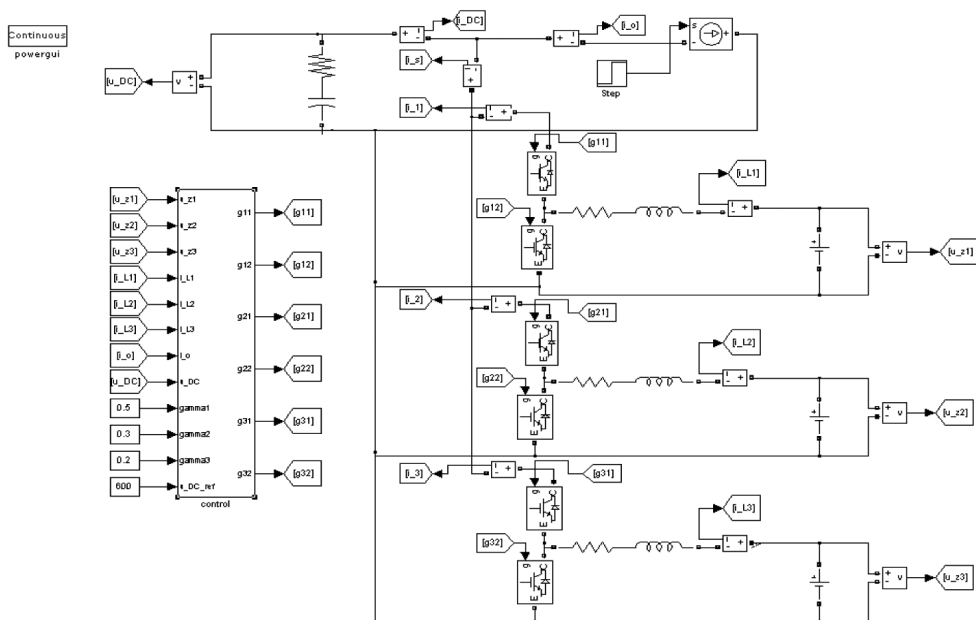 Continuous
powergui
[i_DC]
[i_o]
s
+
-
+ i -
+ i -
[i_s]
[u_DC]
v + -
i - +
Step
[i_1]
i - +
g C E
[g11]
[i_L1]
[g12]
g C E
i - +
+ - v
[u_z1]
[u_z1] u_z1
[u_z2] u_z2
[u_z3] u_z3
[i_L1] i_L1
[i_L2] i_L2
[i_L3] i_L3
[i_o] i_o
[u_DC] u_DC
0.5 gamma1
0.3 gamma2
0.2 gamma3
600 u_DC_ref
g11 [g11]
g12 [g12]
g21 [g21]
g22 [g22]
g31 [g31]
g32 [g32]
control
[i_2]
i - +
g C E
[g21]
[i_L2]
[g22]
g C E
i - +
+ - v
[u_z2]
[i_3]
i - +
g C E
[g31]
[i_L3]
[g32]
g C E
i - +
+ - v
[u_z3]